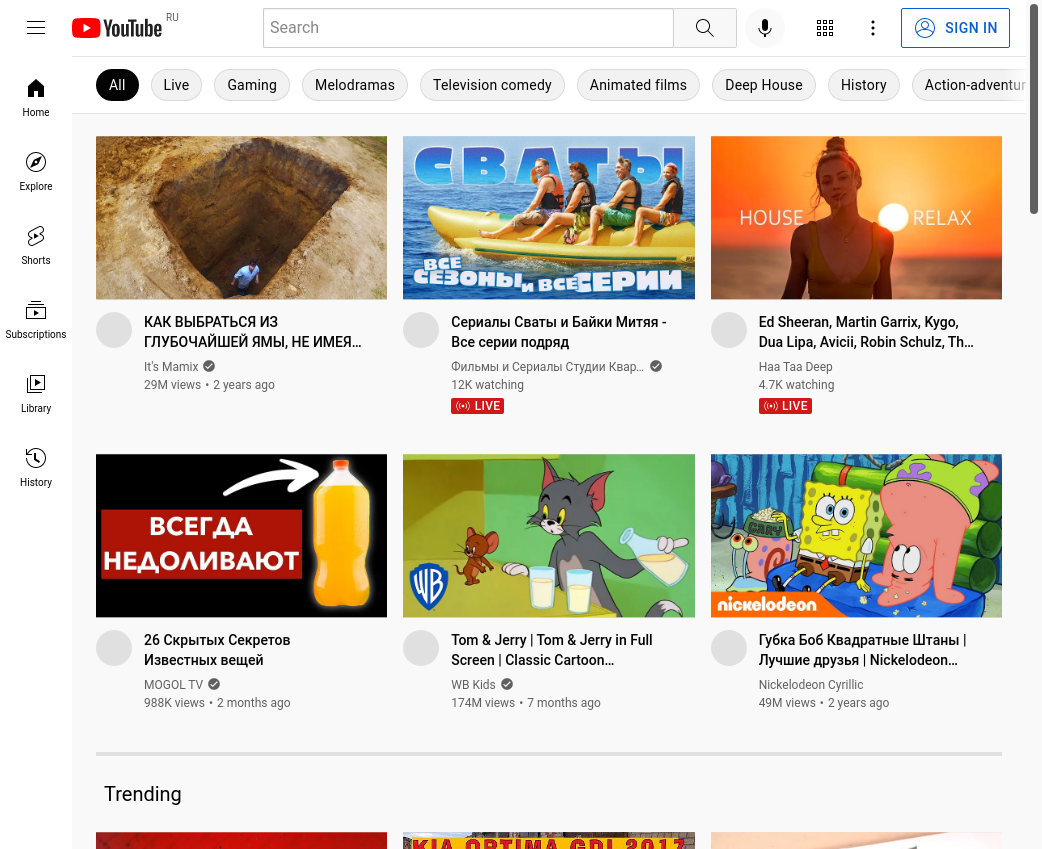 YouTube RU
Search
SIGN IN
All
Live
Gaming
Melodramas
Television comedy
Animated films
Deep House
History
Action-adventur
Home
Explore
Shorts
Subscriptions
Library
History
СВАТЫ
ВСЕ
СЕЗОНЫ И ВСЕ СЕРИИ
HOUSE RELAX
КАК ВЫБРАТЬСЯ ИЗ
ГЛУБОЧАЙШЕЙ ЯМЫ, НЕ ИМЕЯ...
It's Mamix
29M views • 2 years ago
Сериалы Сваты и Байки Митяя -
Все серии подряд
Фильмы и Сериалы Студии Квар...
12K watching
LIVE
Ed Sheeran, Martin Garrix, Kygo,
Dua Lipa, Avicii, Robin Schulz, Th...
Haa Taa Deep
4.7K watching
LIVE
ВСЕГДА
НЕДОЛИВАЮТ
WB
GARY
nickelodeon
26 Скрытых Секретов
Известных вещей
MOGOL TV
988K views • 2 months ago
Tom & Jerry | Tom & Jerry in Full
Screen | Classic Cartoon...
WB Kids
174M views • 7 months ago
Губка Боб Квадратные Штаны |
Лучшие друзья | Nickelodeon...
Nickelodeon Cyrillic
49M views • 2 years ago
Trending
KIA OPTIMA GDI 2017